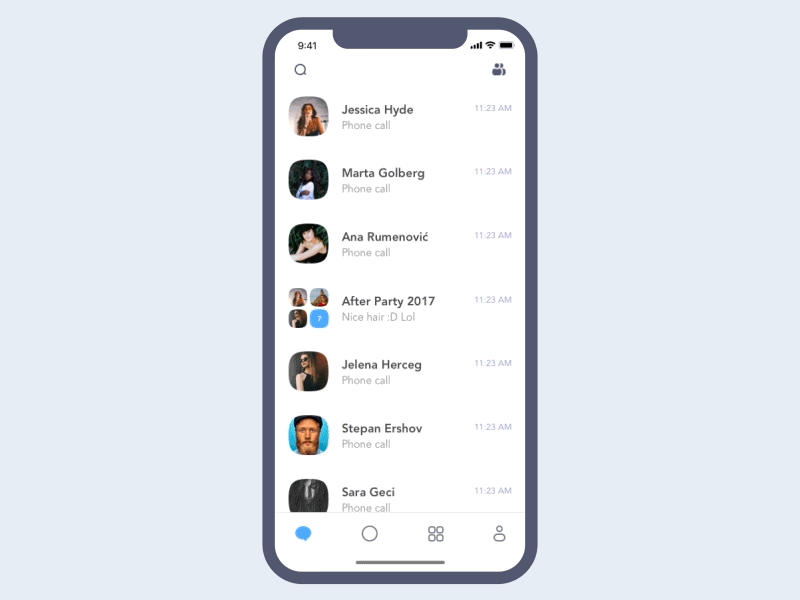 9:41
Jessica Hyde
11:23 AM
Phone call
Marta Golberg
11:23 AM
Phone call
Ana Rumenović
11:23 AM
Phone call
After Party 2017
11:23 AM
Nice hair :D Lol
7
Jelena Herceg
11:23 AM
Phone call
Stepan Ershov
11:23 AM
Phone call
Sara Geci
11:23 AM
Phone call